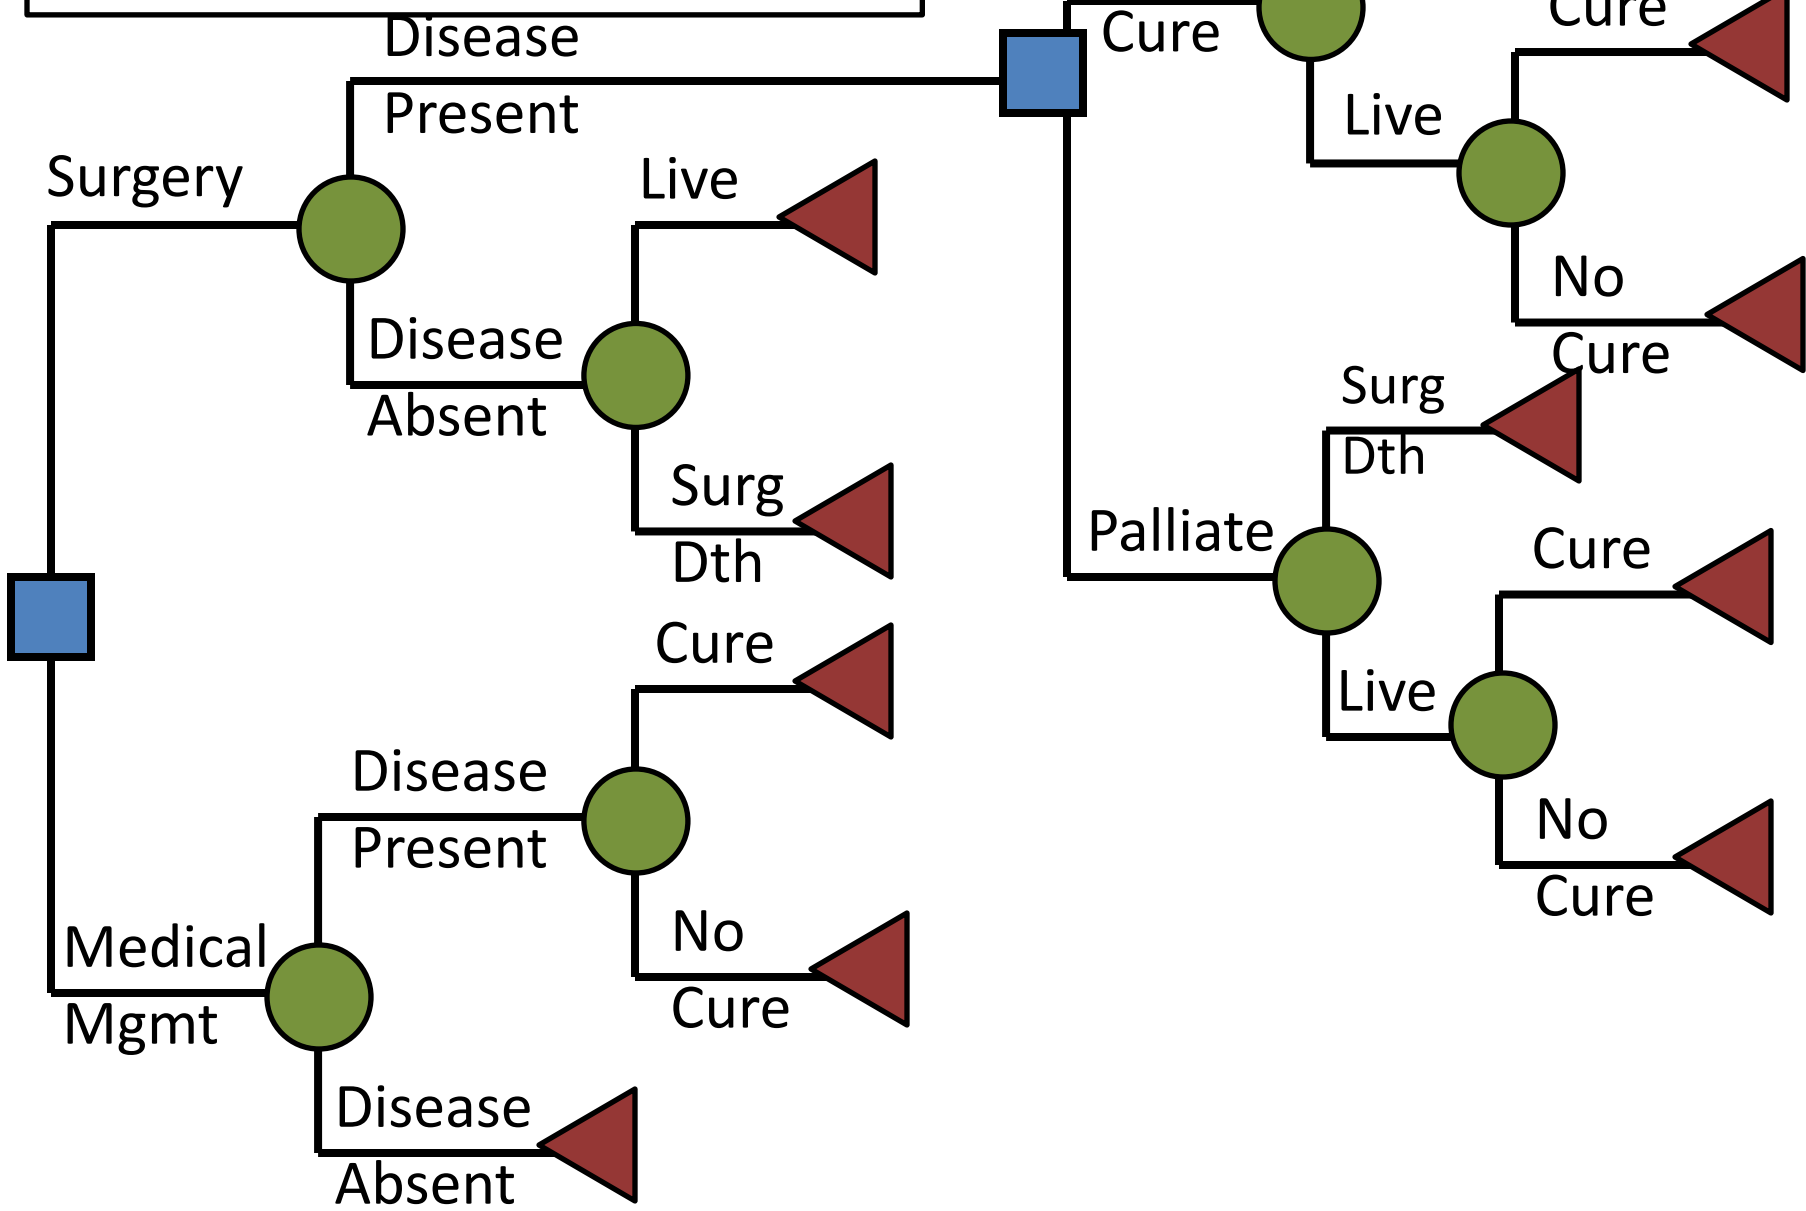 Disease
Present
Surgery
Live
Disease
Absent
Surg
Dth
Cure
Disease
Present
No
Cure
Medical
Mgmt
Disease
Absent
Cure
Cure
Live
No
Cure
Surg
Dth
Palliate
Cure
Live
No
Cure